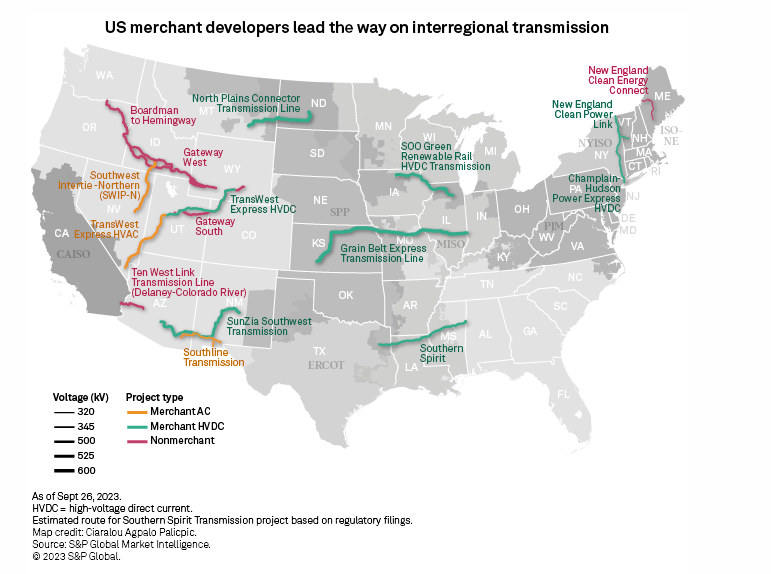 US merchant developers lead the way on interregional transmission
New England
Clean Energy
Connect
WA
ME
North Plains Connector
Transmission Line
MT
ND
New England
Clean Power
Link
Boardman
to Hemingway
OR
MN
VT
ISO-
NE
NH
WI
NYISO
NY
MA
CT
RI
ID
Gateway
West
SD
SOO Green
Renewable Rail
HVDC Transmission
MI
WY
Southwest
Intertie-Northern
(SWIP-N)
IA
Champlain-
Hudson
Power Express
HVDC
PA
NJ
NV
TransWest
Express HVDC
NE
SPP
IL
IN
OH
DE
MD
TransWest
Express HVAC
Gateway
South
UT
CO
CA
CAISO
KS
MO
MISO
PJM
WV
VA
KY
Grain Belt Express
Transmission Line
Ten West Link
Transmission Line
(Delaney-Colorado River)
AZ
NM
OK
AR
TN
NC
SC
SunZia Southwest
Transmission
MS
AL
GA
Southline
Transmission
TX
ERCOT
Southern
Spirit
LA
FL
Voltage (kV)
320
345
500
525
600
Project type
Merchant AC
Merchant HVDC
Nonmerchant
As of Sept 26, 2023.
HVDC = high-voltage direct current.
Estimated route for Southern Spirit Transmission project based on regulatory filings.
Map credit: Ciaralou Agpalo Palicpic.
Source: S&P Global Market Intelligence.
© 2023 S&P Global.